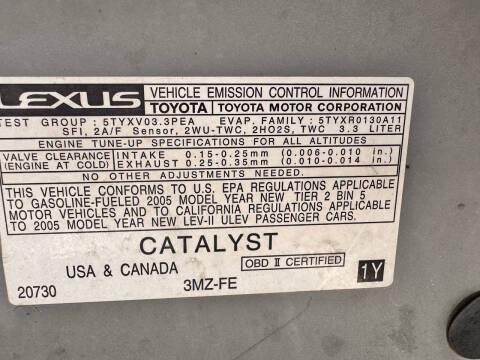 LEXUS VEHICLE EMISSION CONTROL INFORMATION
TOYOTA TOYOTA MOTOR CORPORATION
TEST GROUP : 5TYXV03.3PEA EVAP. FAMILY : 5TYXR0130A11
SFI, 2A/F Sensor, 2WU-TWC, 2HO2S, TWC 3.3 LITER
ENGINE TUNE-UP SPECIFICATIONS FOR ALL ALTITUDES
VALVE CLEARANCE INTAKE 0.15-0.25mm (0.006-0.010 in.)
(ENGINE AT COLD) EXHAUST 0.25-0.35mm (0.010-0.014 in.)
NO OTHER ADJUSTMENTS NEEDED.
THIS VEHICLE CONFORMS TO U.S. EPA REGULATIONS APPLICABLE
TO GASOLINE-FUELED 2005 MODEL YEAR NEW TIER 2 BIN 5
MOTOR VEHICLES AND TO CALIFORNIA REGULATIONS APPLICABLE
TO 2005 MODEL YEAR NEW LEV-II ULEV PASSENGER CARS.
CATALYST
USA & CANADA OBD II CERTIFIED 1Y
20730 3MZ-FE